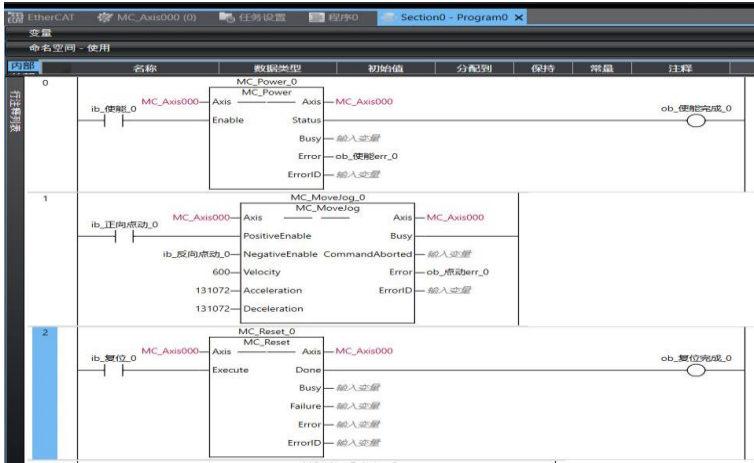 EtherCAT MC_Axis000 (0) 任务设置 程序0 Section0 - Program0 ×
变量
命名空间 - 使用
内部 名称 数据类型 初始值 分配到 保持 常量 注释
行注释列表
0 MC_Power_0
MC_Power
ib_使能_0 MC_Axis000 Axis Axis MC_Axis000 ob_使能完成_0
Enable Status
Busy 输入变量
Error ob_使能err_0
ErrorID 输入变量
1 MC_MoveJog_0
MC_MoveJog
ib_正向点动_0 MC_Axis000 Axis Axis MC_Axis000
PositiveEnable Busy
ib_反向点动_0 NegativeEnable CommandAborted 输入变量
600 Velocity Error ob_点动err_0
131072 Acceleration ErrorID 输入变量
131072 Deceleration
2 MC_Reset_0
MC_Reset
ib_复位_0 MC_Axis000 Axis Axis MC_Axis000 ob_复位完成_0
Execute Done
Busy 输入变量
Failure 输入变量
Error 输入变量
ErrorID 输入变量